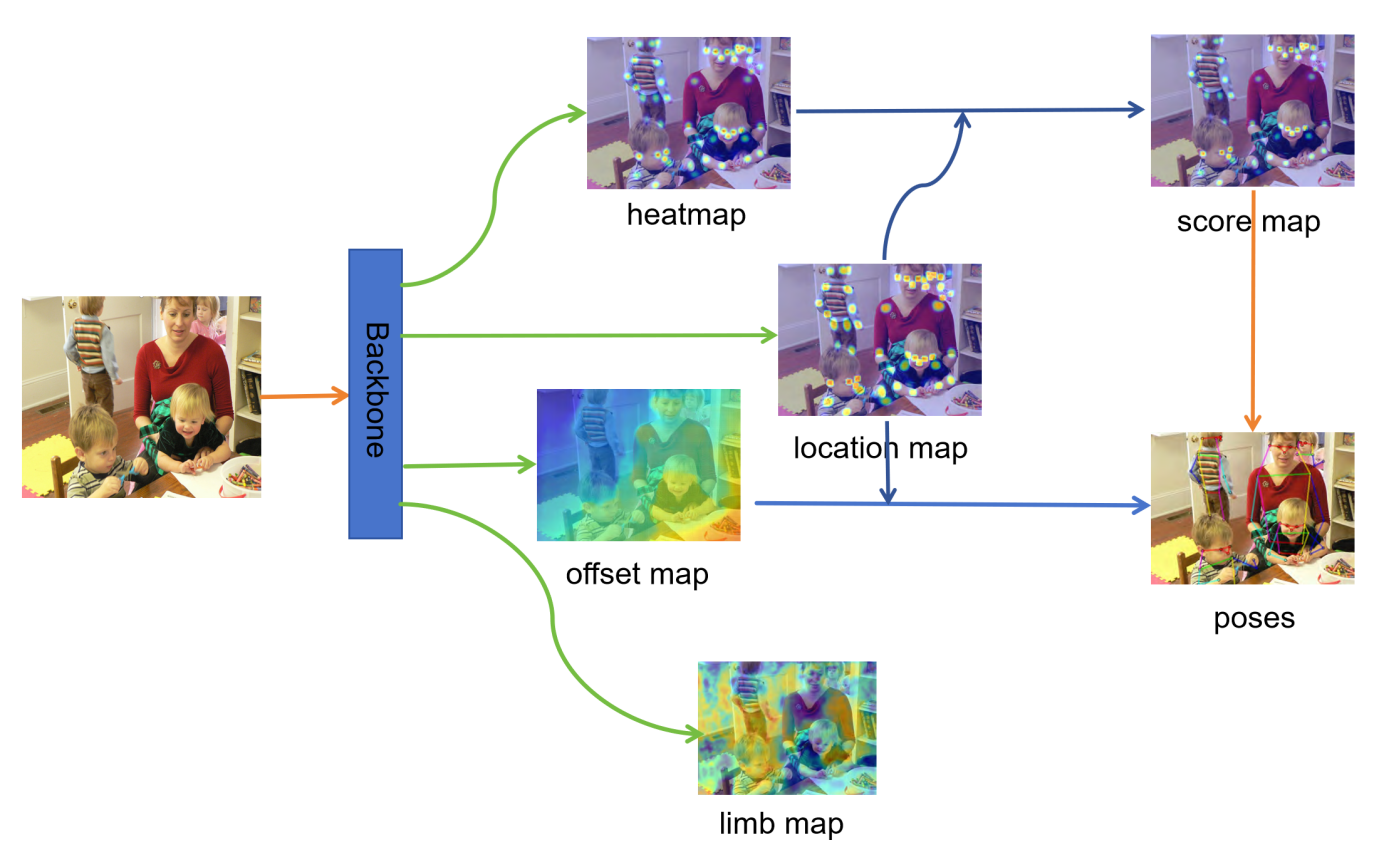 heatmap
score map
Backbone
location map
offset map
poses
limb map